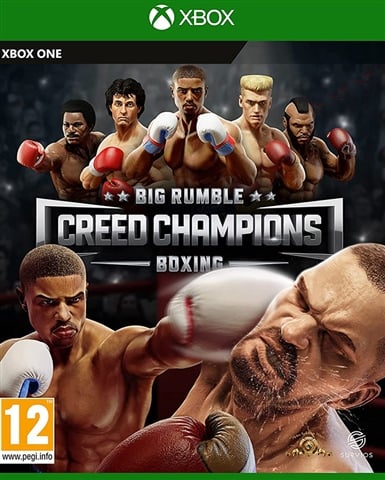 XBOX
XBOX ONE
BIG RUMBLE
CREED CHAMPIONS
BOXING
12
www.pegi.info
SURVIOS